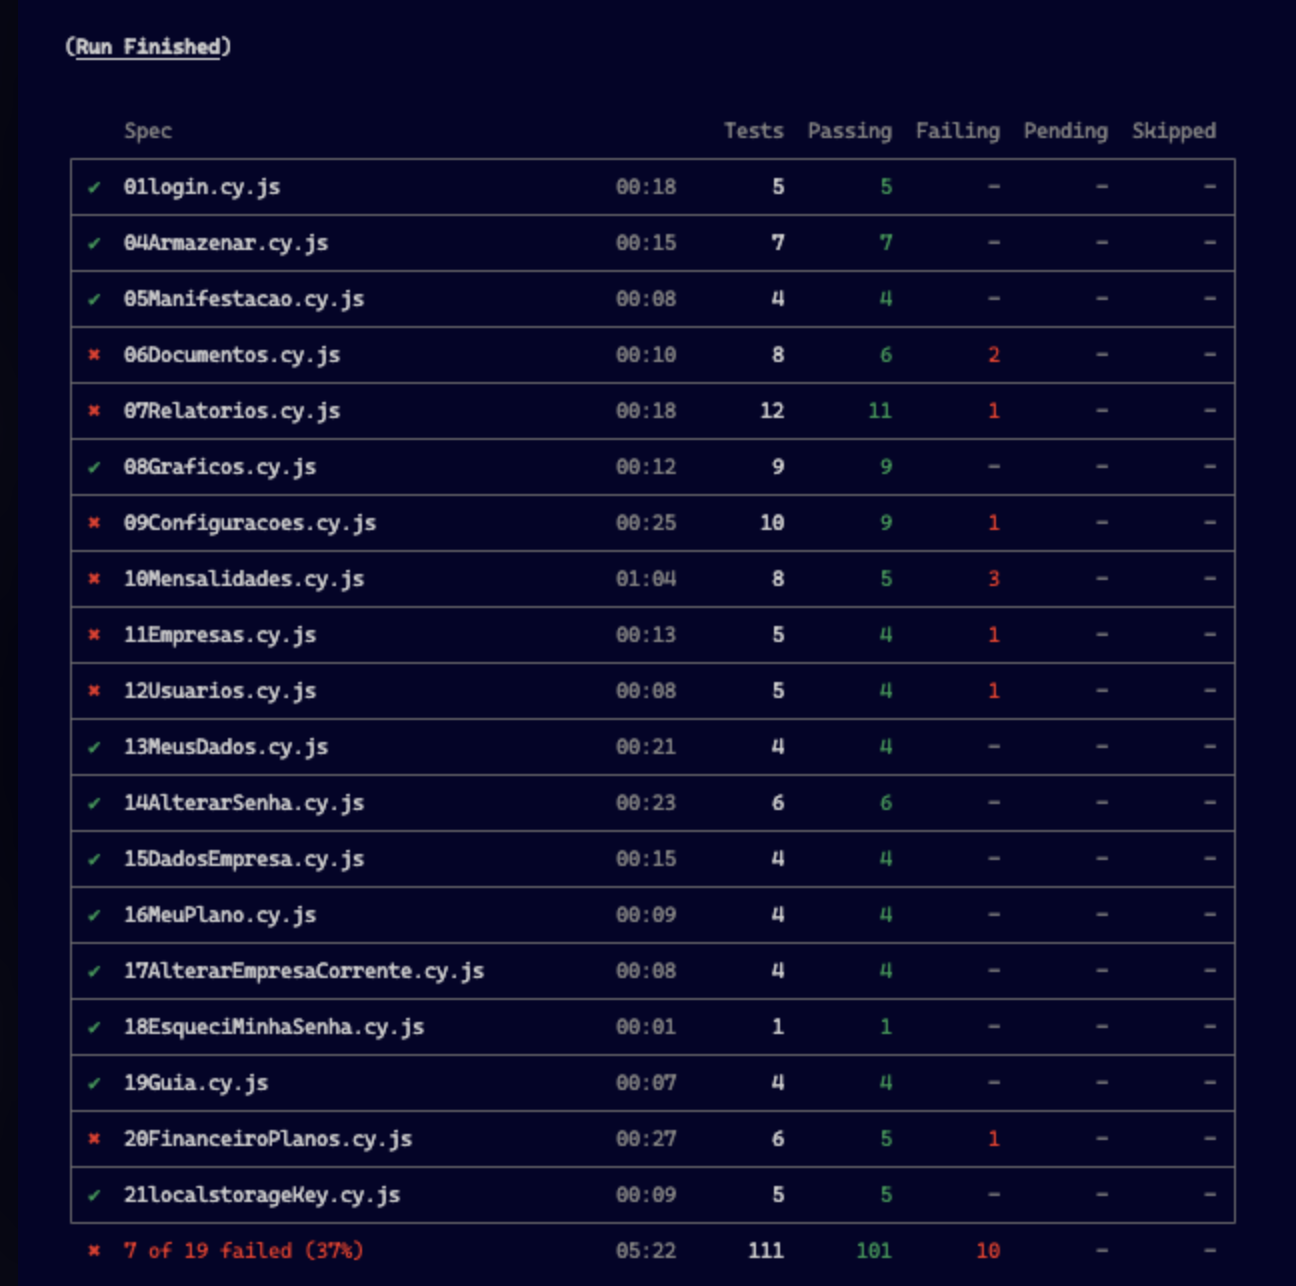 (Run Finished)
Spec Tests Passing Failing Pending Skipped
✔ 01login.cy.js 00:18 5 5 - - -
✔ 04Armazenar.cy.js 00:15 7 7 - - -
✔ 05Manifestacao.cy.js 00:08 4 4 - - -
✖ 06Documentos.cy.js 00:10 8 6 2 - -
✖ 07Relatorios.cy.js 00:18 12 11 1 - -
✔ 08Graficos.cy.js 00:12 9 9 - - -
✖ 09Configuracoes.cy.js 00:25 10 9 1 - -
✖ 10Mensalidades.cy.js 01:04 8 5 3 - -
✖ 11Empresas.cy.js 00:13 5 4 1 - -
✖ 12Usuarios.cy.js 00:08 5 4 1 - -
✔ 13MeusDados.cy.js 00:21 4 4 - - -
✔ 14AlterarSenha.cy.js 00:23 6 6 - - -
✔ 15DadosEmpresa.cy.js 00:15 4 4 - - -
✔ 16MeuPlano.cy.js 00:09 4 4 - - -
✔ 17AlterarEmpresaCorrente.cy.js 00:08 4 4 - - -
✔ 18EsqueciMinhaSenha.cy.js 00:01 1 1 - - -
✔ 19Guia.cy.js 00:07 4 4 - - -
✖ 20FinanceiroPlanos.cy.js 00:27 6 5 1 - -
✔ 21localstorageKey.cy.js 00:09 5 5 - - -
✖ 7 of 19 failed (37%) 05:22 111 101 10 - -